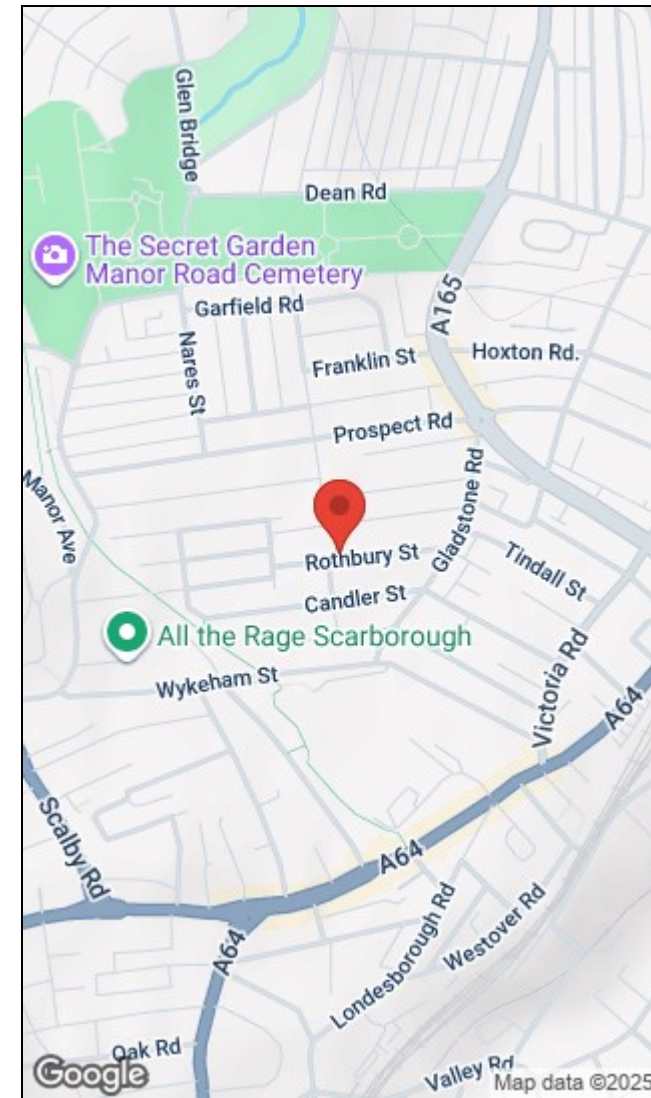 Glen Bridge
Dean Rd
The Secret Garden
Manor Road Cemetery
A165
Garfield Rd
Nares St
Franklin St
Hoxton Rd.
Prospect Rd
Manor Ave
Gladstone Rd
Rothbury St
Tindall St
Candler St
All the Rage Scarborough
Wykeham St
Victoria Rd
A64
Scalby Rd
A64
A64
Londesborough Rd
Westover Rd
Oak Rd
Valley Rd
Google
Map data ©2025